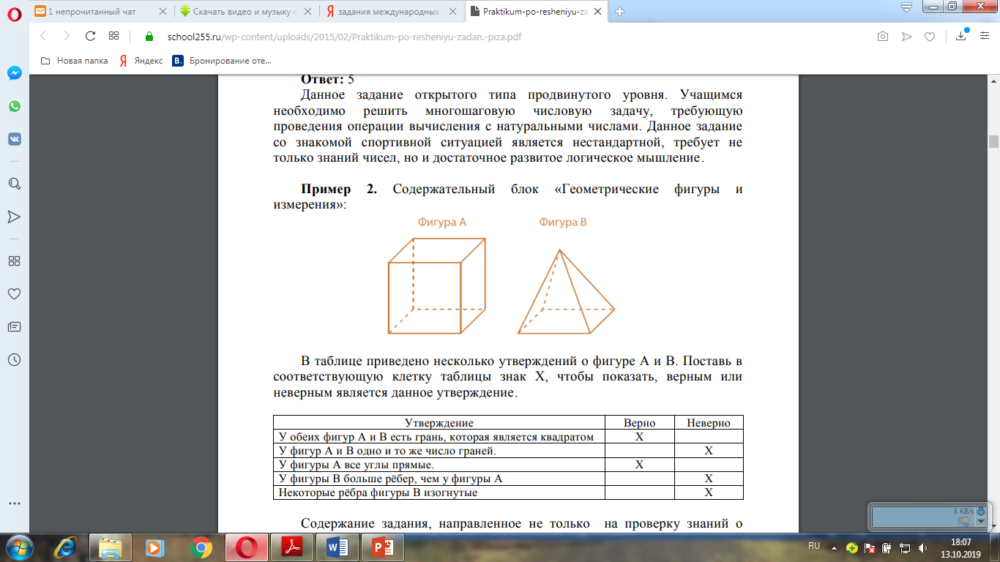 1 непрочитанный чат
Скачать видео и музыку с
задания международных
Praktikum-po-resheniyu-za
school255.ru/wp-content/uploads/2015/02/Praktikum-po-resheniyu-zadan.-piza.pdf
Новая папка
Яндекс
Бронирование оте...
Ответ: 5
Данное задание открытого типа продвинутого уровня. Учащимся
необходимо решить многошаговую числовую задачу, требующую
проведения операции вычисления с натуральными числами. Данное задание
со знакомой спортивной ситуацией является нестандартной, требует не
только знаний чисел, но и достаточное развитое логическое мышление.
Пример 2. Содержательный блок «Геометрические фигуры и
измерения»:
Фигура А Фигура В
В таблице приведено несколько утверждений о фигуре А и В. Поставь в
соответствующую клетку таблицы знак Х, чтобы показать, верным или
неверным является данное утверждение.
Утверждение Верно Неверно
У обеих фигур А и В есть грань, которая является квадратом Х
У фигур А и В одно и то же число граней. Х
У фигуры А все углы прямые. Х
У фигуры В больше рёбер, чем у фигуры А Х
Некоторые рёбра фигуры В изогнутые Х
Содержание задания, направленное не только на проверку знаний о
5 KB/s
RU
18:07
13.10.2019